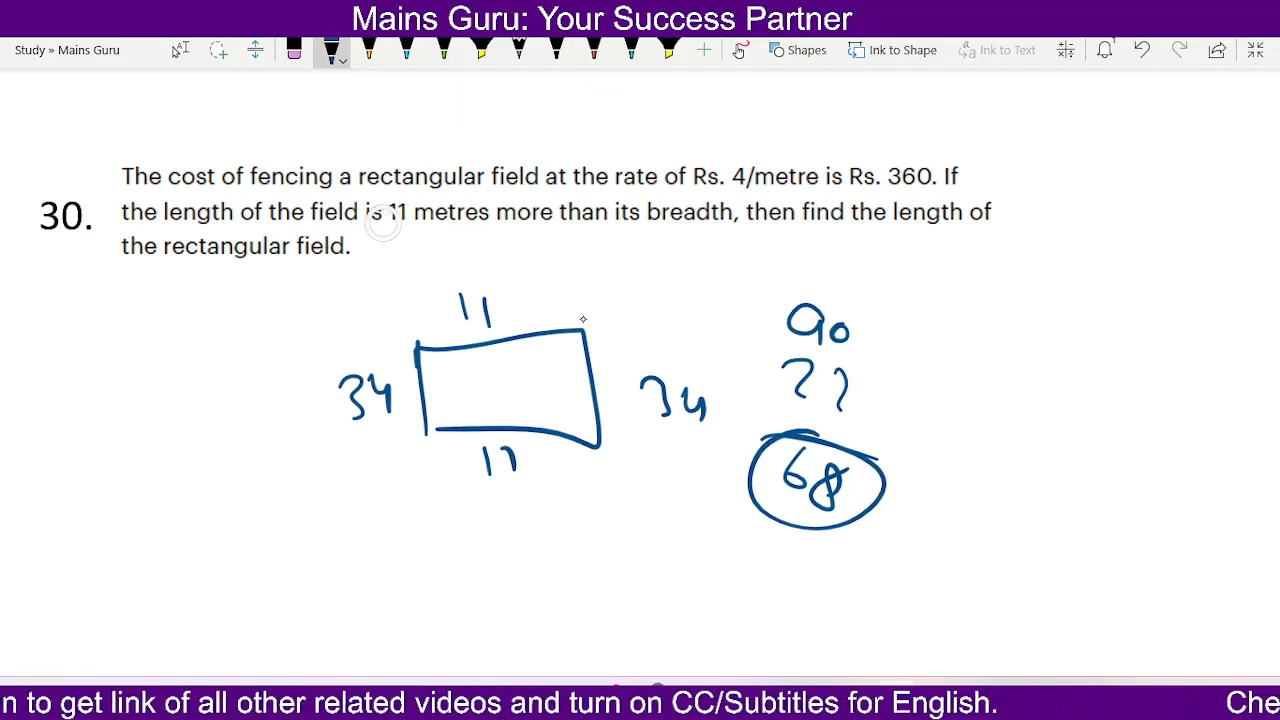 Mains Guru: Your Success Partner
Study » Mains Guru
Shapes
Ink to Shape
Ink to Text
30.
The cost of fencing a rectangular field at the rate of Rs. 4/metre is Rs. 360. If
the length of the field is 11 metres more than its breadth, then find the length of
the rectangular field.
11
90
34
34
22
11
68
n to get link of all other related videos and turn on CC/Subtitles for English.
Che